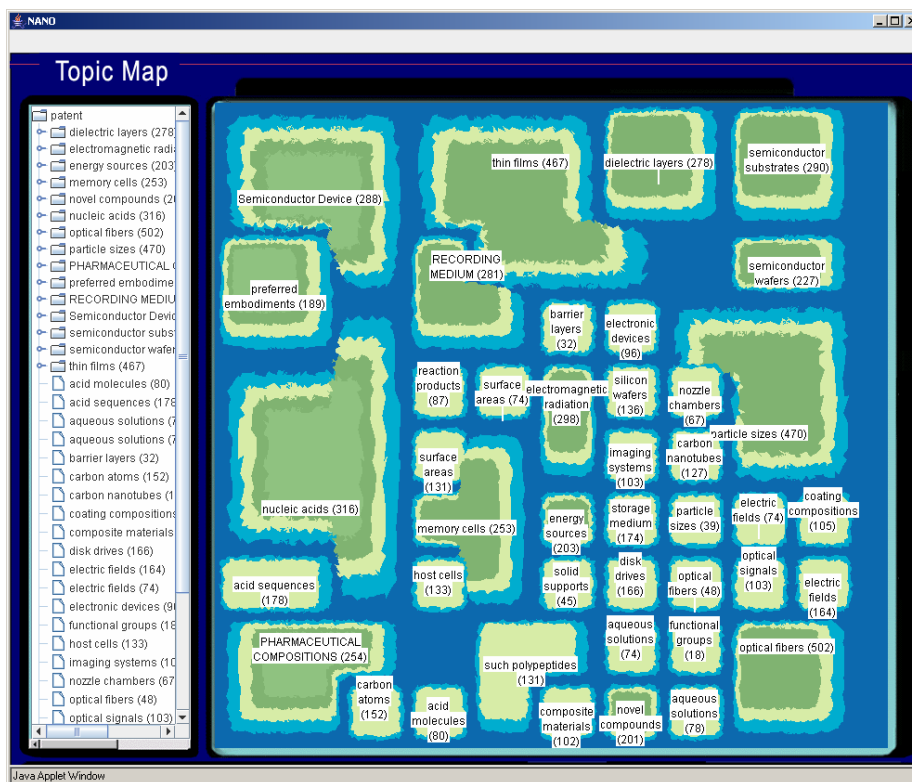 NANO
Topic Map
patent
dielectric layers (278)
electromagnetic radia
energy sources (203)
memory cells (253)
novel compounds (20
nucleic acids (316)
optical fibers (502)
particle sizes (470)
PHARMACEUTICAL C
preferred embodime
RECORDING MEDIU
Semiconductor Devic
semiconductor subst
semiconductor wafer
thin films (467)
acid molecules (80)
acid sequences (178
aqueous solutions (7
aqueous solutions (7
barrier layers (32)
carbon atoms (152)
carbon nanotubes (1
coating compositions
composite materials
disk drives (166)
electric fields (164)
electric fields (74)
electronic devices (96
functional groups (18
host cells (133)
imaging systems (10
nozzle chambers (67
optical fibers (48)
optical signals (103)
thin films (467)
dielectric layers (278)
semiconductor
substrates (290)
Semiconductor Device (288)
RECORDING
MEDIUM (281)
semiconductor
wafers (227)
preferred
embodiments (189)
barrier
layers
(32)
electronic
devices
(96)
reaction
products
(87)
surface
areas (74)
electromagnetic
radiation
(298)
silicon
wafers
(136)
nozzle
chambers
(67)
particle sizes (470)
surface
areas
(131)
imaging
systems
(103)
carbon
nanotubes
(127)
nucleic acids (316)
memory cells (253)
energy
sources
(203)
storage
medium
(174)
particle
sizes (39)
electric
fields (74)
coating
compositions
(105)
acid sequences
(178)
host cells
(133)
solid
supports
(45)
disk
drives
(166)
optical
fibers (48)
optical
signals
(103)
electric
fields
(164)
PHARMACEUTICAL
COMPOSITIONS (254)
such polypeptides
(131)
aqueous
solutions
(74)
functional
groups
(18)
optical fibers (502)
carbon
atoms
(152)
acid
molecules
(80)
composite
materials
(102)
novel
compounds
(201)
aqueous
solutions
(78)
Java Applet Window